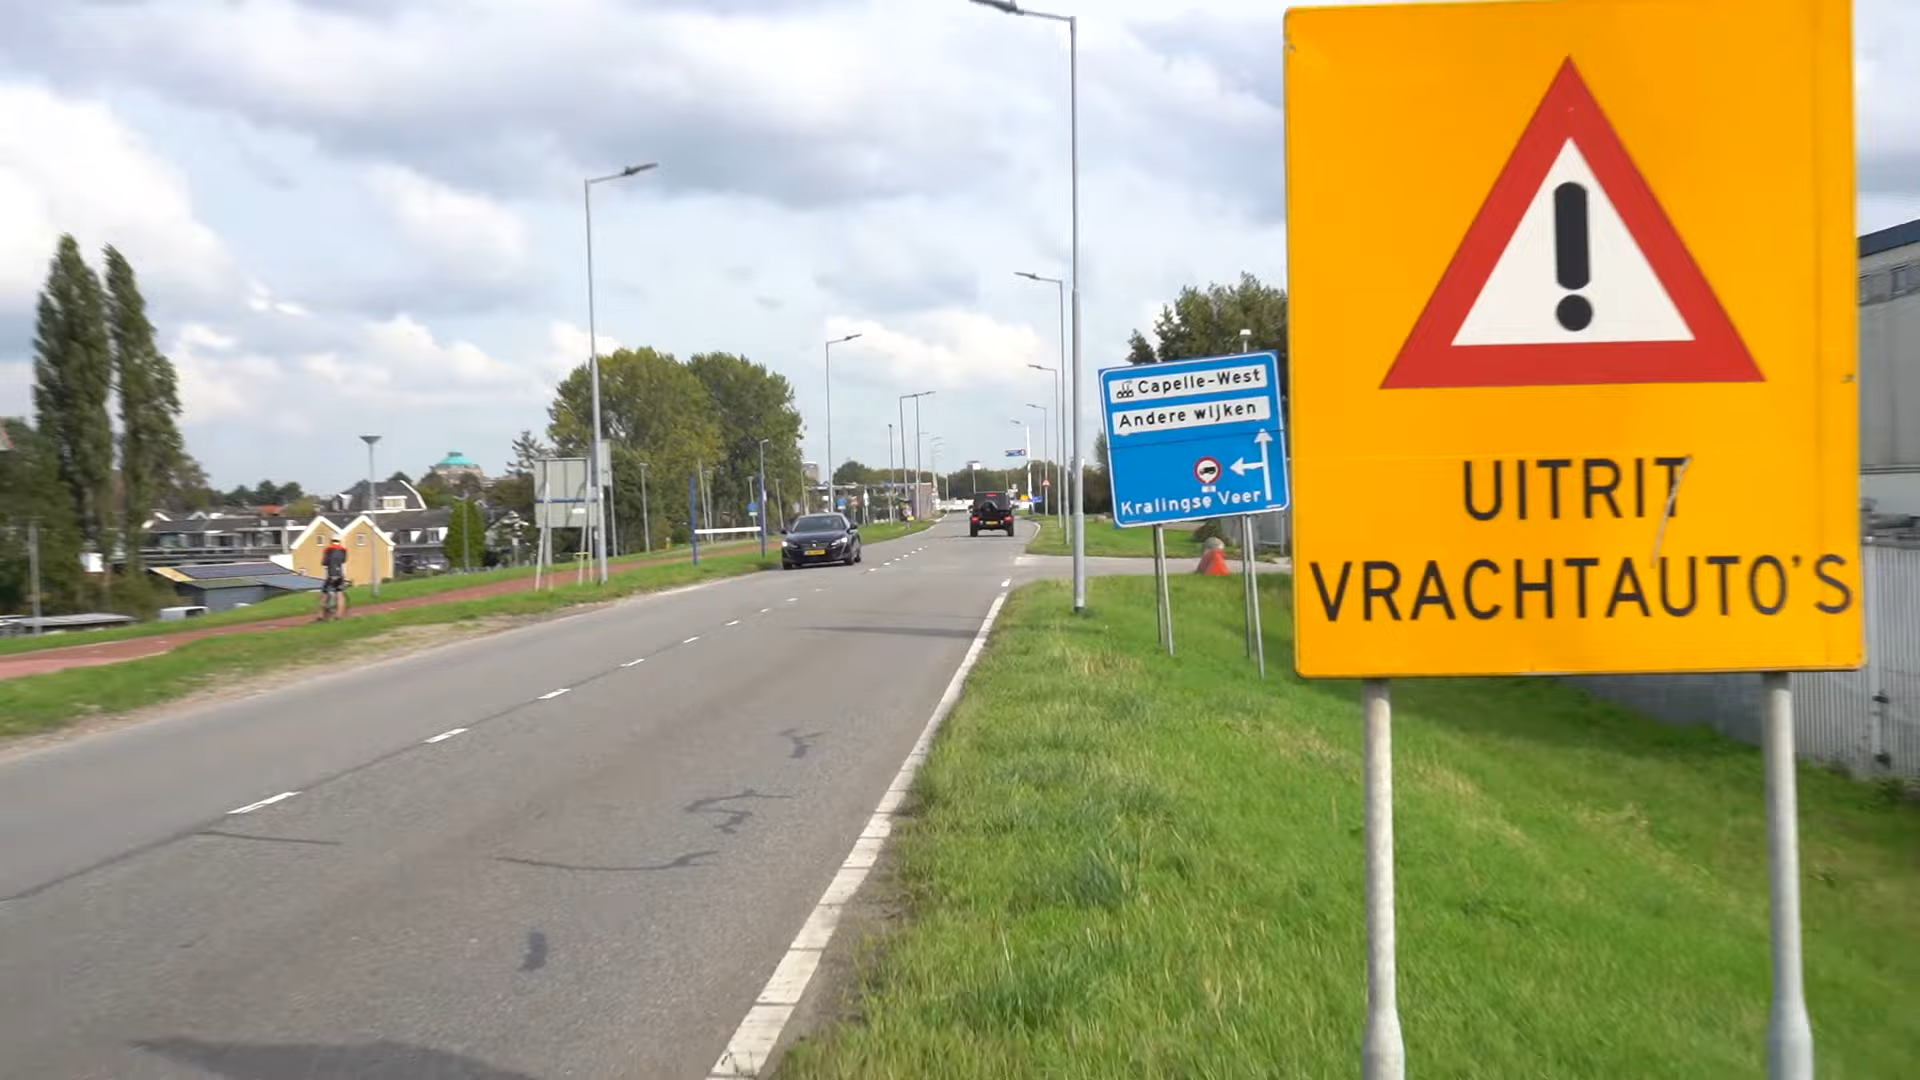 Capelle-West
Andere wijken
Kralingse Veer
UITRIT
VRACHTAUTO'S